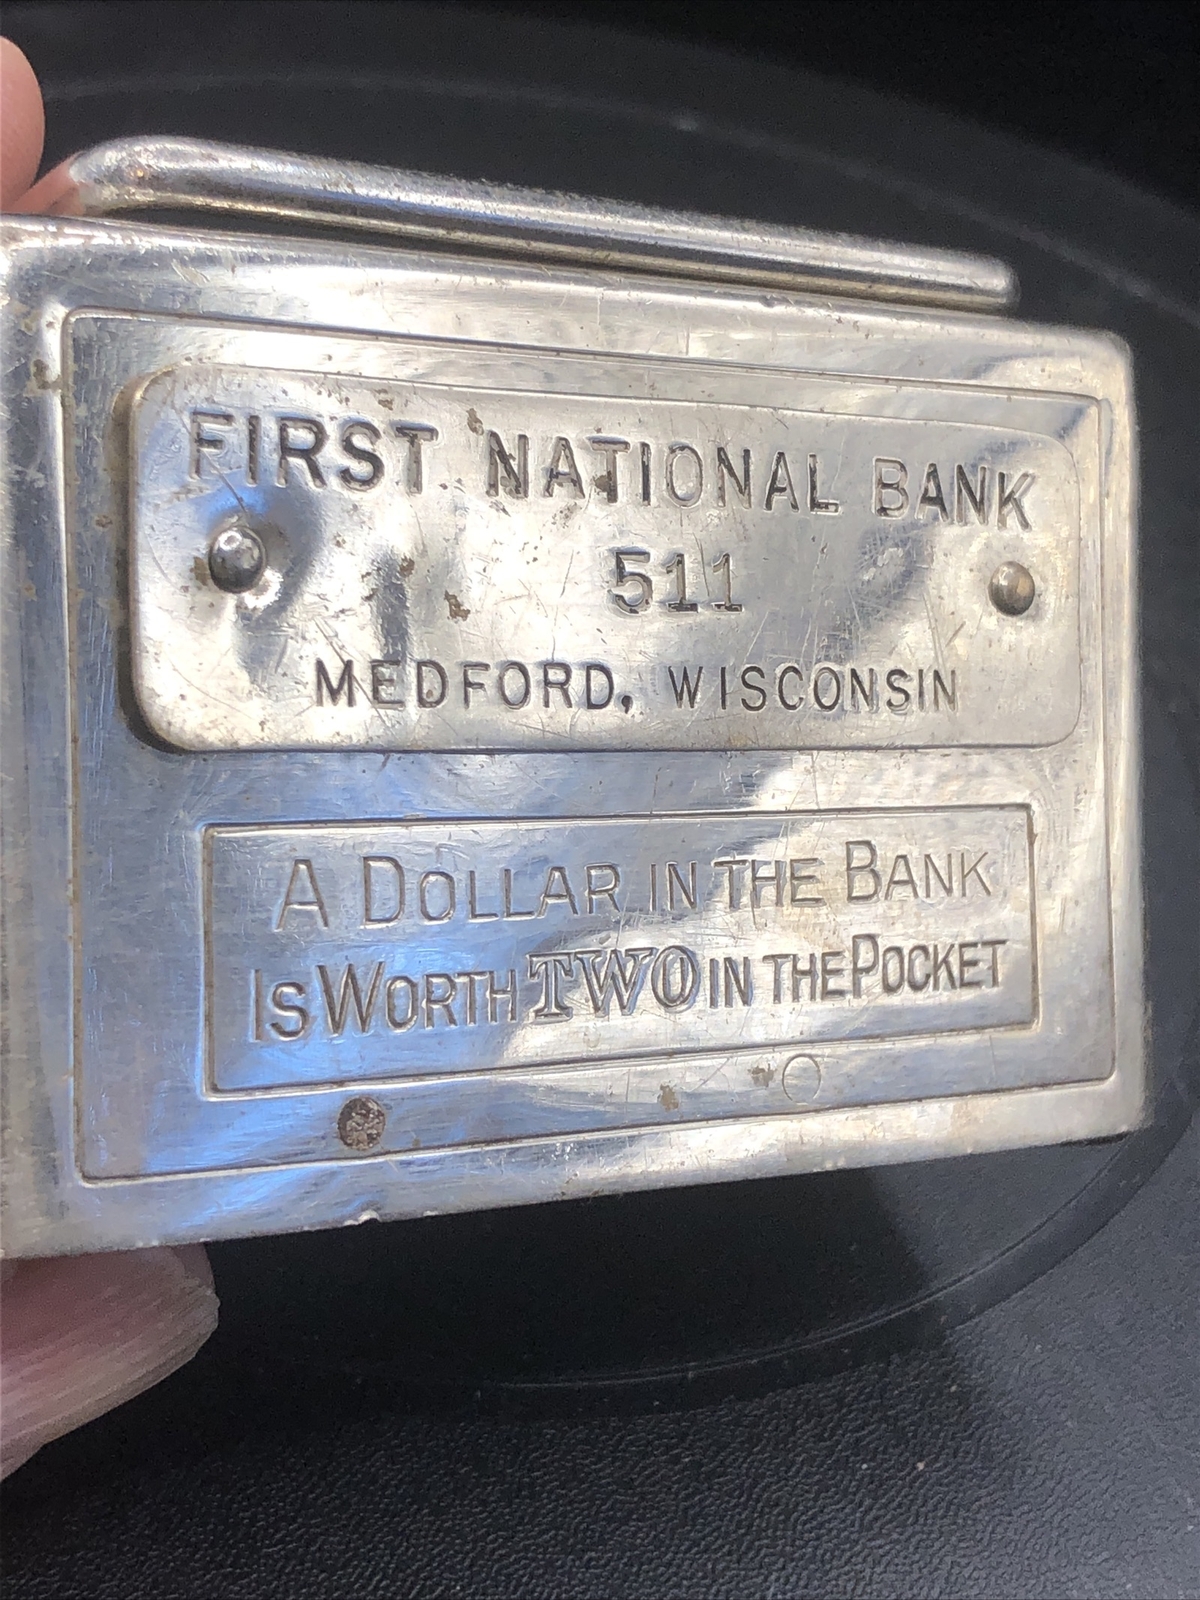 FIRST NATIONAL BANK
511
MEDFORD, WISCONSIN
A DOLLAR IN THE BANK
IS WORTH TWO IN THE POCKET